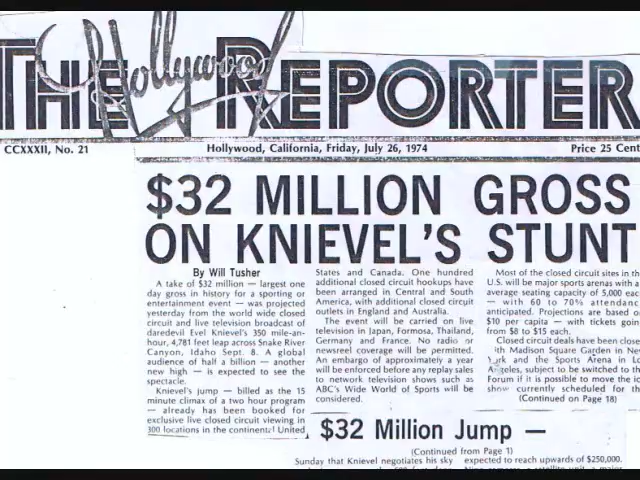 THE Hollywood REPORTER
CCXXXII, No. 21
Hollywood, California, Friday, July 26, 1974
Price 25 Cent
$32 MILLION GROSS
ON KNIEVEL'S STUNT
By Will Tusher
A take of $32 million — largest one
day gross in history for a sporting or
entertainment event — was projected
yesterday from the world wide closed
circuit and live television broadcast of
daredevil Evel Knievel's 350 mile-an-
hour, 4,781 feet leap across Snake River
Canyon, Idaho Sept. 8. A global
audience of half a billion — another
new high — is expected to see the
spectacle.
Knievel's jump — billed as the 15
minute climax of a two hour program
— already has been booked for
exclusive live closed circuit viewing in
300 locations in the continental United
States and Canada. One hundred
additional closed circuit hookups have
been arranged in Central and South
America, with additional closed circuit
outlets in England and Australia.
The event will be carried on live
television in Japan, Formosa, Thailand,
Germany and France. No radio or
newsreel coverage will be permitted.
An embargo of approximately a year
will be enforced before any replay sales
to network television shows such as
ABC's Wide World of Sports will be
considered.
Most of the closed circuit sites in th
U.S. will be major sports arenas with a
average seating capacity of 5,000 eac
— with 60 to 70% attendanc
anticipated. Projections are based o
$10 per capita — with tickets goin
from $8 to $15 each.
Closed circuit deals have been close
ith Madison Square Garden in Nev
York and the Sports Arena in Lo
Angeles, subject to be switched to th
Forum if it is possible to move the ic
show currently scheduled for th
(Continued on Page 18)
$32 Million Jump —
(Continued from Page 1)
Sunday that Knievel negotiates his sky
expected to reach upwards of $250,000.